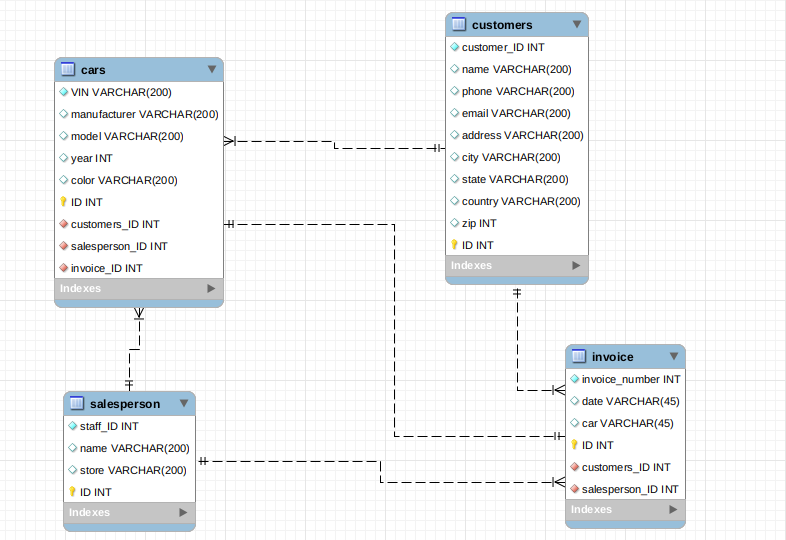 customers
customer_ID INT
name VARCHAR(200)
phone VARCHAR(200)
email VARCHAR(200)
address VARCHAR(200)
city VARCHAR(200)
state VARCHAR(200)
country VARCHAR(200)
zip INT
ID INT
Indexes
cars
VIN VARCHAR(200)
manufacturer VARCHAR(200)
model VARCHAR(200)
year INT
color VARCHAR(200)
ID INT
customers_ID INT
salesperson_ID INT
invoice_ID INT
Indexes
salesperson
staff_ID INT
name VARCHAR(200)
store VARCHAR(200)
ID INT
Indexes
invoice
invoice_number INT
date VARCHAR(45)
car VARCHAR(45)
ID INT
customers_ID INT
salesperson_ID INT
Indexes